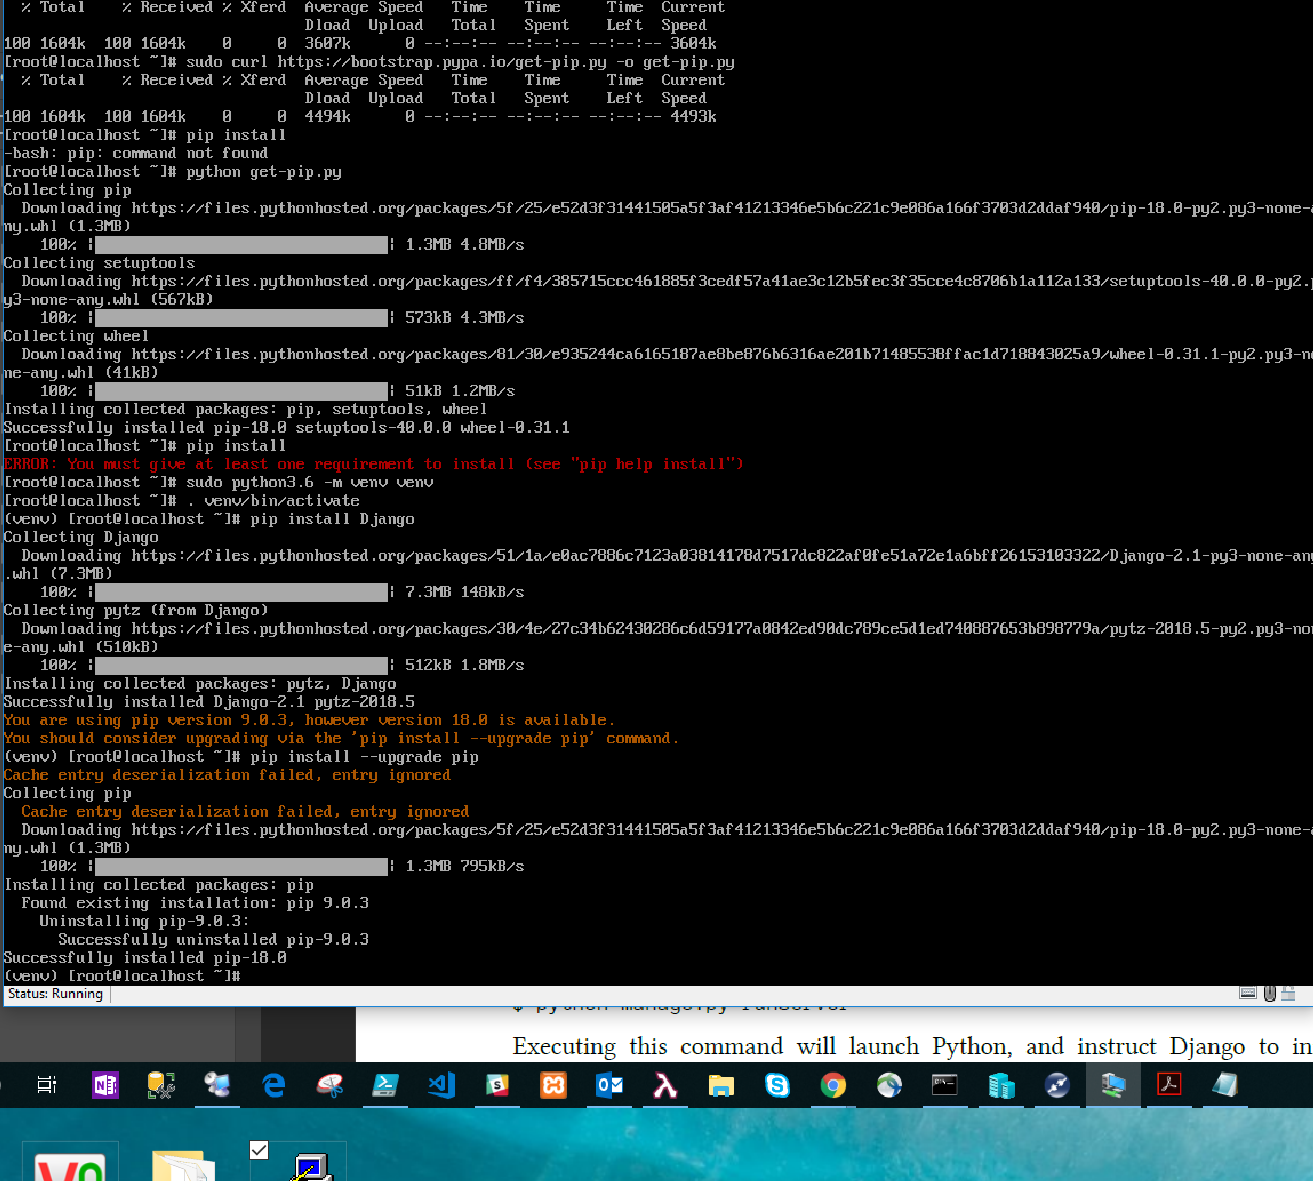 % Total    % Received % Xferd  Average Speed   Time    Time     Time  Current
Dload  Upload   Total   Spent    Left  Speed
100 1604k  100 1604k    0     0  3607k      0 --:--:-- --:--:-- --:--:-- 3604k
[root@localhost ~]# sudo curl https://bootstrap.pypa.io/get-pip.py -o get-pip.py
% Total    % Received % Xferd  Average Speed   Time    Time     Time  Current
Dload  Upload   Total   Spent    Left  Speed
100 1604k  100 1604k    0     0  4494k      0 --:--:-- --:--:-- --:--:-- 4493k
[root@localhost ~]# pip install
-bash: pip: command not found
[root@localhost ~]# python get-pip.py
Collecting pip
Downloading https://files.pythonhosted.org/packages/5f/25/e52d3f31441505a5f3af41213346e5b6c221c9e086a166f3703d2ddaf940/pip-18.0-py2.py3-none-a
ny.whl (1.3MB)
100% | | 1.3MB 4.8MB/s
Collecting setuptools
Downloading https://files.pythonhosted.org/packages/ff/f4/385715ccc461885f3cedf57a41ae3c12b5fec3f35cce4c8706b1a112a133/setuptools-40.0.0-py2.p
y3-none-any.whl (567kB)
100% | | 573kB 4.3MB/s
Collecting wheel
Downloading https://files.pythonhosted.org/packages/81/30/e935244ca6165187ae8be876b6316ae201b71485538ffac1d718843025a9/wheel-0.31.1-py2.py3-no
ne-any.whl (41kB)
100% | | 51kB 1.2MB/s
Installing collected packages: pip, setuptools, wheel
Successfully installed pip-18.0 setuptools-40.0.0 wheel-0.31.1
[root@localhost ~]# pip install
ERROR: You must give at least one requirement to install (see "pip help install")
[root@localhost ~]# sudo python3.6 -m venv venv
[root@localhost ~]# . venv/bin/activate
(venv) [root@localhost ~]# pip install Django
Collecting Django
Downloading https://files.pythonhosted.org/packages/51/1a/e0ac7886c7123a03814178d7517dc822af0fe51a72e1a6bff26153103322/Django-2.1-py3-none-any
.whl (7.3MB)
100% | | 7.3MB 148kB/s
Collecting pytz (from Django)
Downloading https://files.pythonhosted.org/packages/30/4e/27c34b62430286c6d59177a0842ed90dc789ce5d1ed740887653b898779a/pytz-2018.5-py2.py3-non
e-any.whl (510kB)
100% | | 512kB 1.8MB/s
Installing collected packages: pytz, Django
Successfully installed Django-2.1 pytz-2018.5
You are using pip version 9.0.3, however version 18.0 is available.
You should consider upgrading via the 'pip install --upgrade pip' command.
(venv) [root@localhost ~]# pip install --upgrade pip
Cache entry deserialization failed, entry ignored
Collecting pip
Cache entry deserialization failed, entry ignored
Downloading https://files.pythonhosted.org/packages/5f/25/e52d3f31441505a5f3af41213346e5b6c221c9e086a166f3703d2ddaf940/pip-18.0-py2.py3-none-a
ny.whl (1.3MB)
100% | | 1.3MB 795kB/s
Installing collected packages: pip
Found existing installation: pip 9.0.3
Uninstalling pip-9.0.3:
Successfully uninstalled pip-9.0.3
Successfully installed pip-18.0
(venv) [root@localhost ~]#
Status: Running
$ python manage.py runserver
Executing this command will launch Python, and instruct Django to in